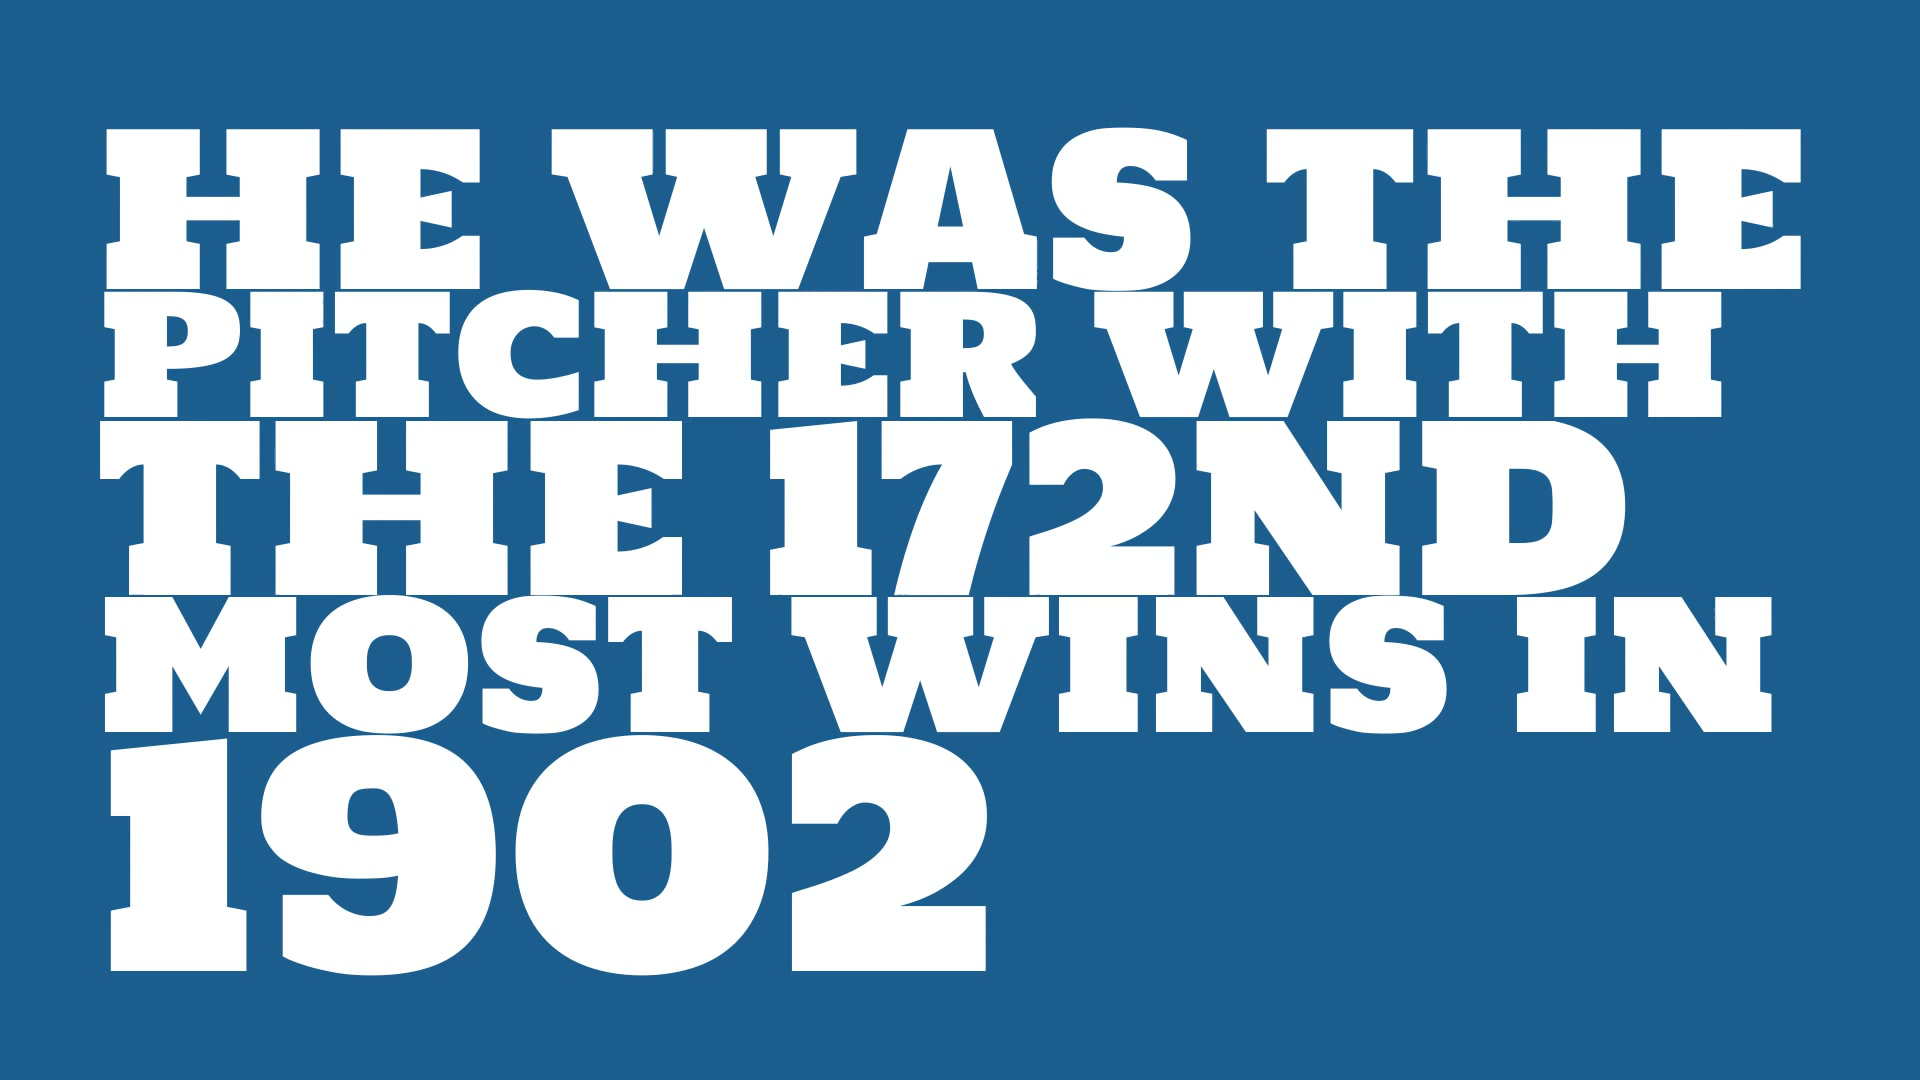 HE WAS THE
PITCHER WITH
THE 172ND
MOST WINS IN
1902